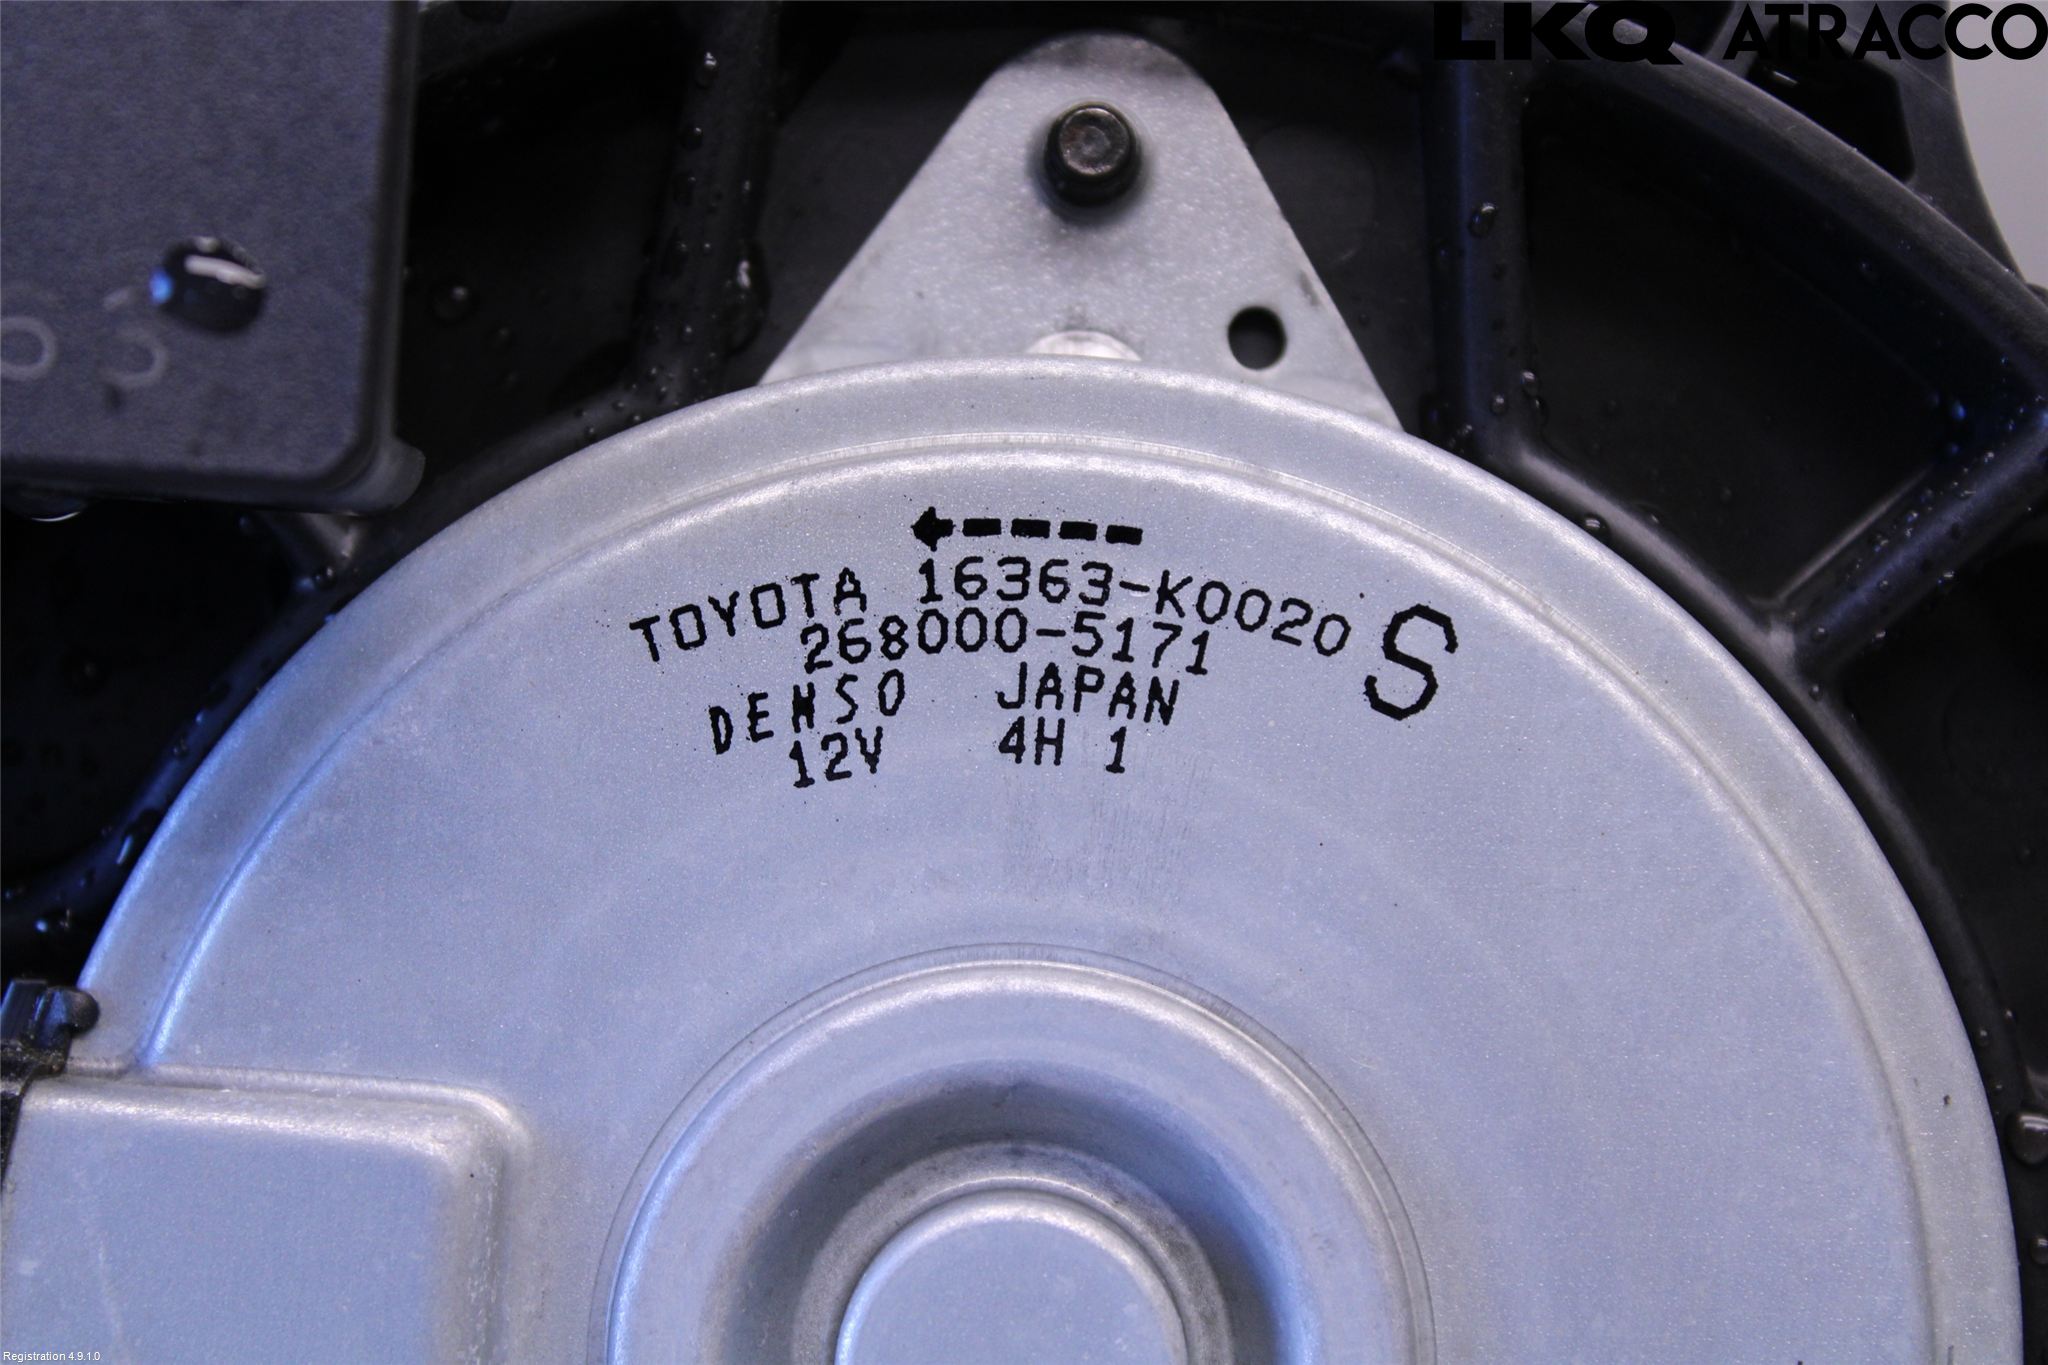 LKQ ATRACCO
TOYOTA 16363-K0020 S
268000-5171
DENSO JAPAN
12V 4H 1
Registration 4.9.1.0